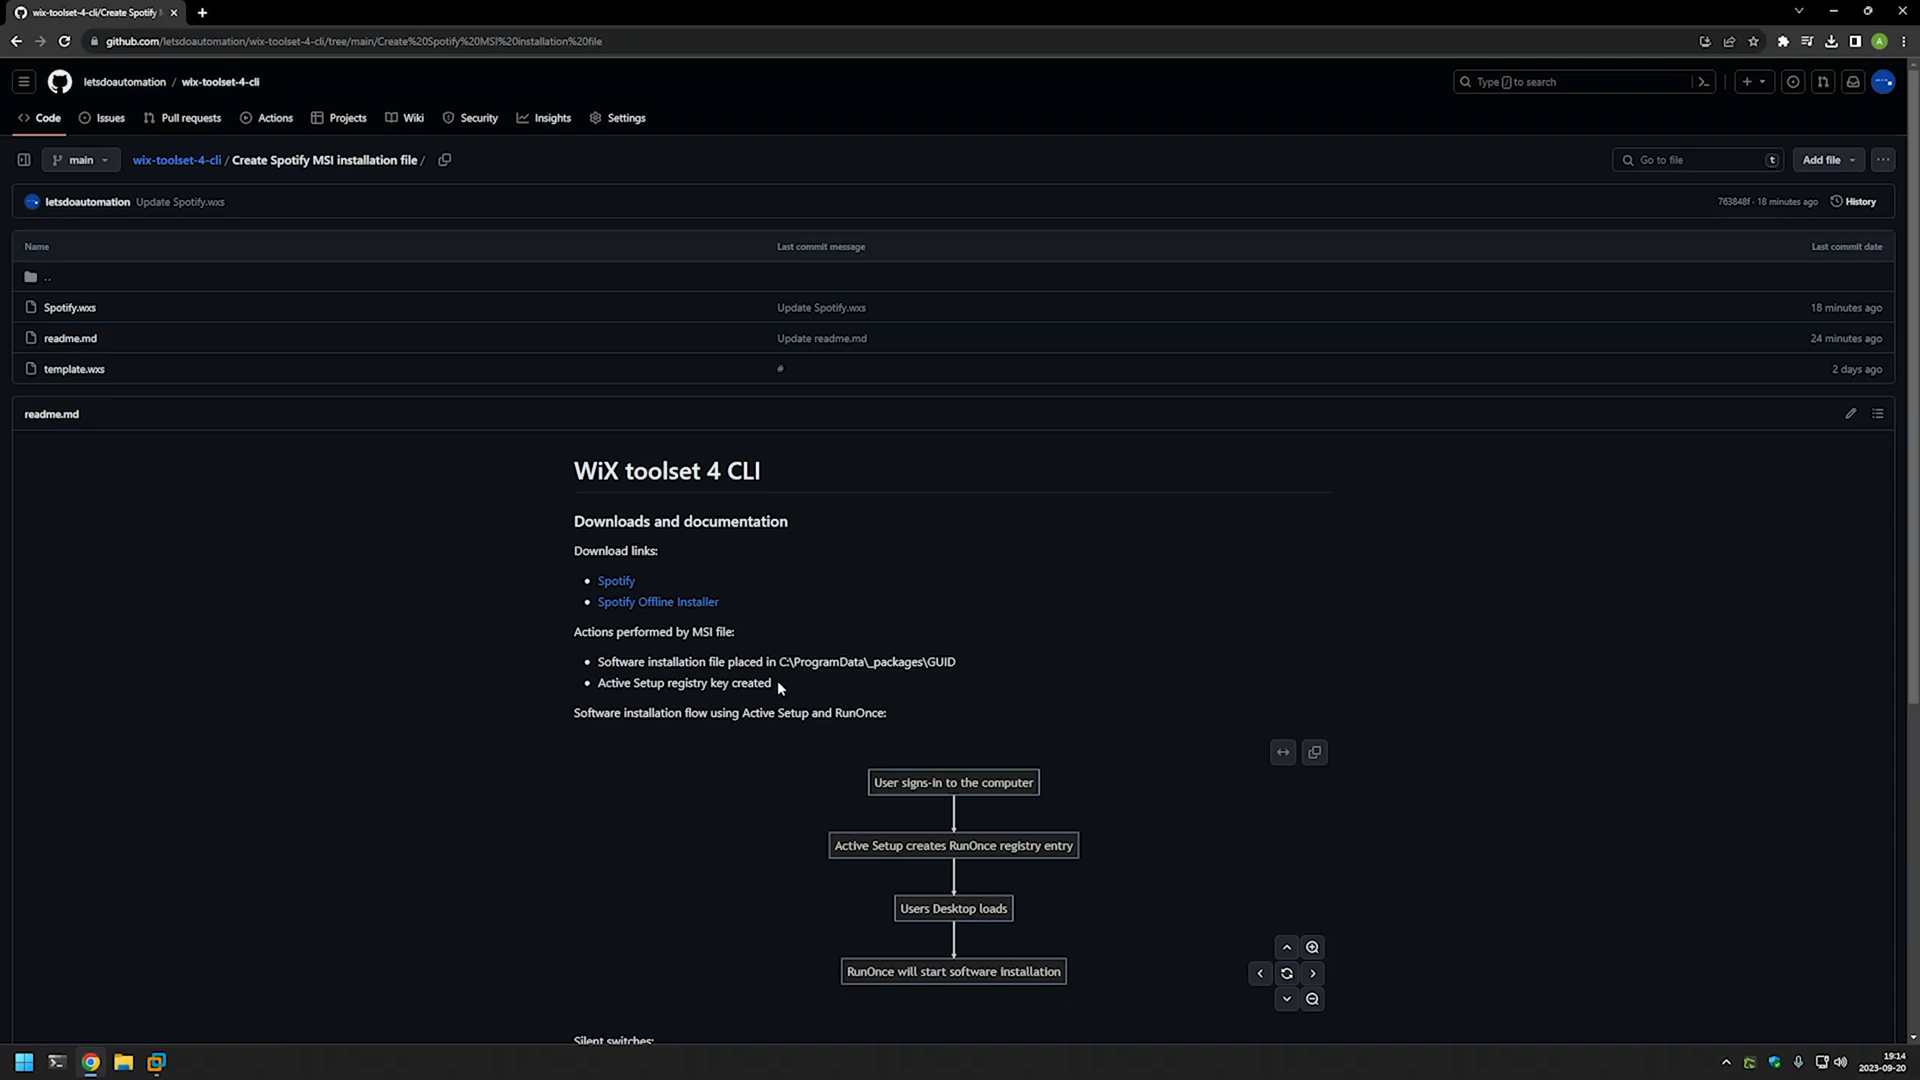 wix-toolset-4-cli/Create Spotify
github.com/letsdoautomation/wix-toolset-4-cli/tree/main/Create%20Spotify%20MSI%20installation%20file
A
letsdoautomation / wix-toolset-4-cli
Type / to search
Code Issues Pull requests Actions Projects Wiki Security Insights Settings
main wix-toolset-4-cli / Create Spotify MSI installation file /
Go to file t Add file
letsdoautomation Update Spotify.wxs 763848f · 18 minutes ago History
Name Last commit message Last commit date
..
Spotify.wxs Update Spotify.wxs 18 minutes ago
readme.md Update readme.md 24 minutes ago
template.wxs # 2 days ago
readme.md
WiX toolset 4 CLI
Downloads and documentation
Download links:
Spotify
Spotify Offline Installer
Actions performed by MSI file:
Software installation file placed in C:\ProgramData\_packages\GUID
Active Setup registry key created
Software installation flow using Active Setup and RunOnce:
User signs-in to the computer
Active Setup creates RunOnce registry entry
Users Desktop loads
RunOnce will start software installation
Silent switches:
19:14
2023-09-20